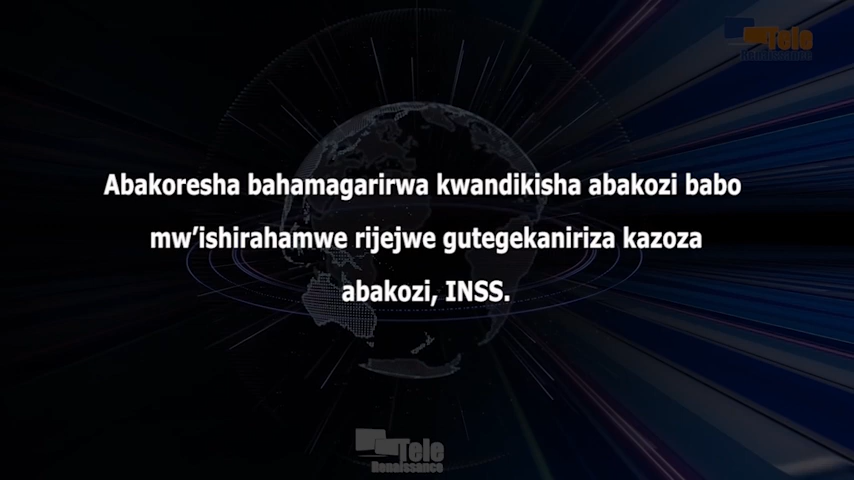 Tele
Renaissance
Abakoresha bahamagarirwa kwandikisha abakozi babo
mw’ishirahamwe rijejwe gutegekaniriza kazoza
abakozi, INSS.
Tele
Renaissance